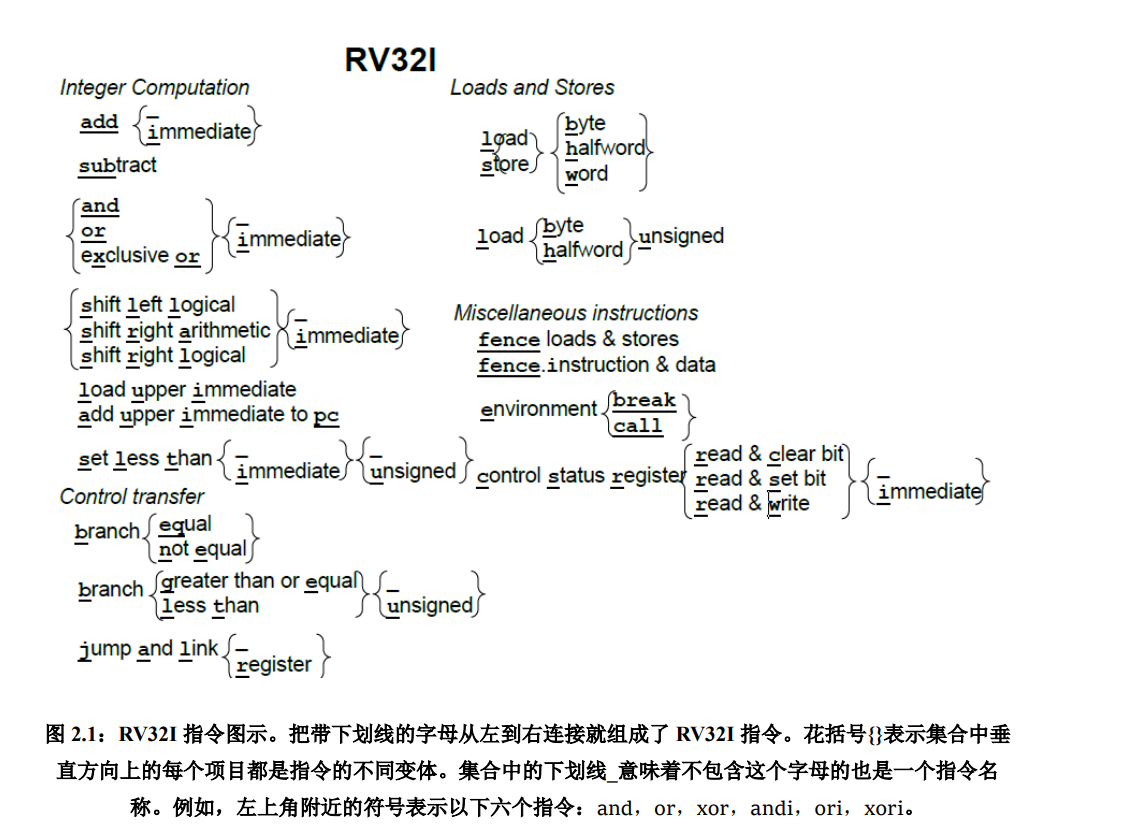 RV32I
Integer Computation
add { _ immediate }
subtract
{ and
or
exclusive or } { _ immediate }
{ shift left logical
shift right arithmetic
shift right logical } { _ immediate }
load upper immediate
add upper immediate to pc
set less than { _ immediate } { _ unsigned }
Control transfer
branch { equal
not equal }
branch { greater than or equal
less than } { _ unsigned }
jump and link { _ register }
Loads and Stores
load
store } { byte
halfword
word }
load { byte
halfword } unsigned
Miscellaneous instructions
fence loads & stores
fence.instruction & data
environment { break
call }
control status register { read & clear bit
read & set bit
read & write } { _ immediate }
图 2.1：RV32I 指令图示。把带下划线的字母从左到右连接就组成了 RV32I 指令。花括号{}表示集合中垂
直方向上的每个项目都是指令的不同变体。集合中的下划线_意味着不包含这个字母的也是一个指令名
称。例如，左上角附近的符号表示以下六个指令：and，or，xor，andi，ori，xori。